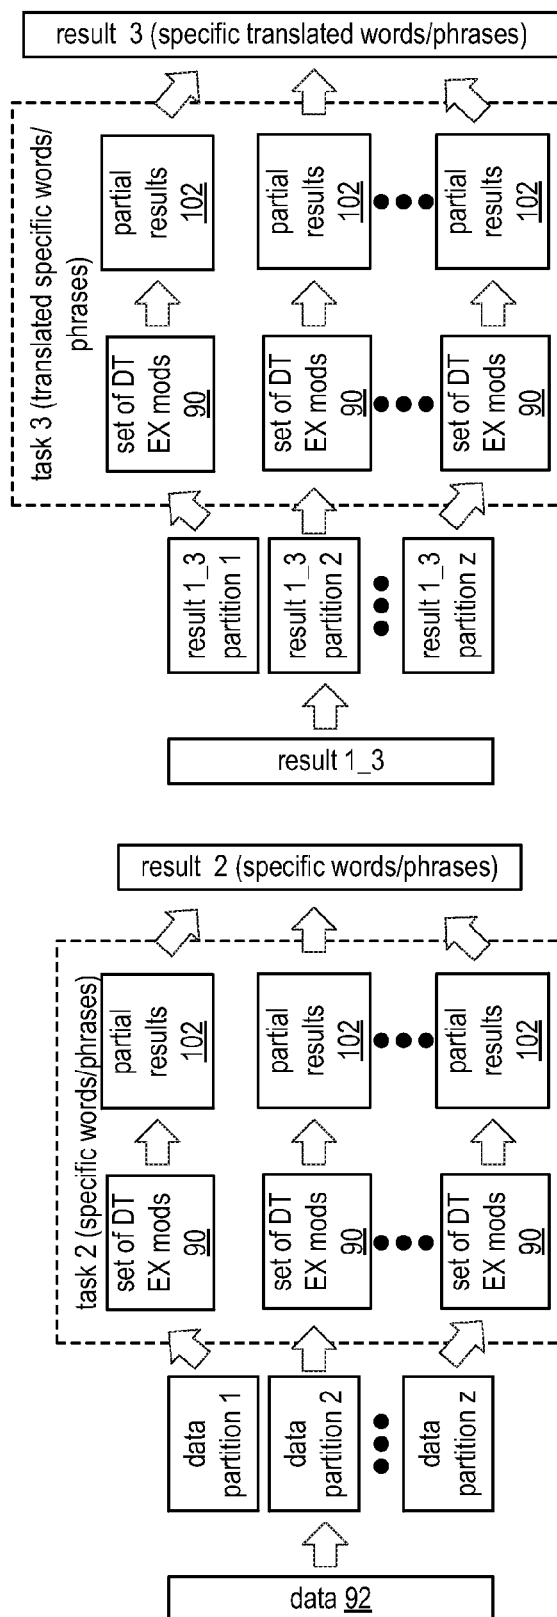 data 92
data
partition 1
data
partition 2
data
partition z
task 2 (specific words/phrases)
set of DT
EX mods
90
partial
results
102
set of DT
EX mods
90
partial
results
102
set of DT
EX mods
90
partial
results
102
result 2 (specific words/phrases)
result 1_3
result 1_3
partition 1
result 1_3
partition 2
result 1_3
partition z
task 3 (translated specific words/
phrases)
set of DT
EX mods
90
partial
results
102
set of DT
EX mods
90
partial
results
102
set of DT
EX mods
90
partial
results
102
result 3 (specific translated words/phrases)